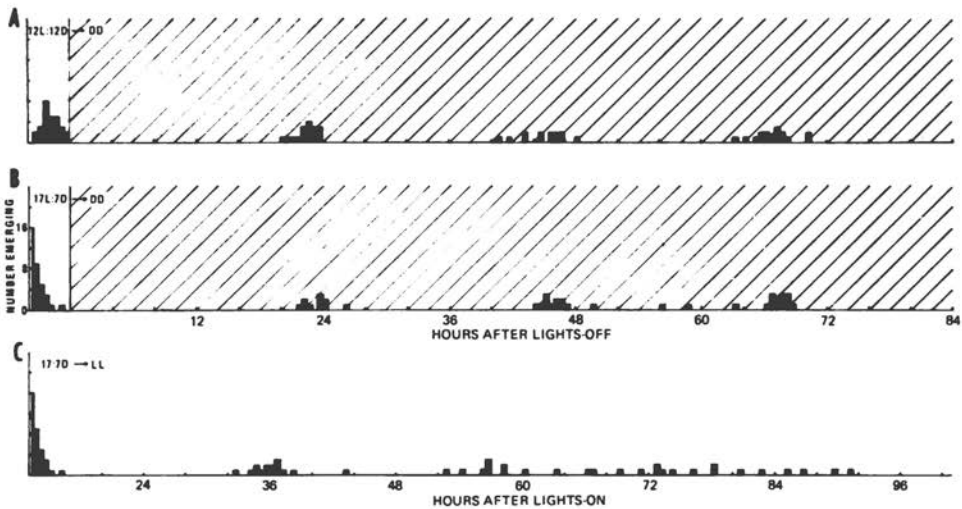 A
12L:12D → DD
B
17L:7D → DD
NUMBER EMERGING
16
8
12 24 36 48 60 72 84
HOURS AFTER LIGHTS-OFF
C
17:7D → LL
24 36 48 60 72 84 96
HOURS AFTER LIGHTS-ON